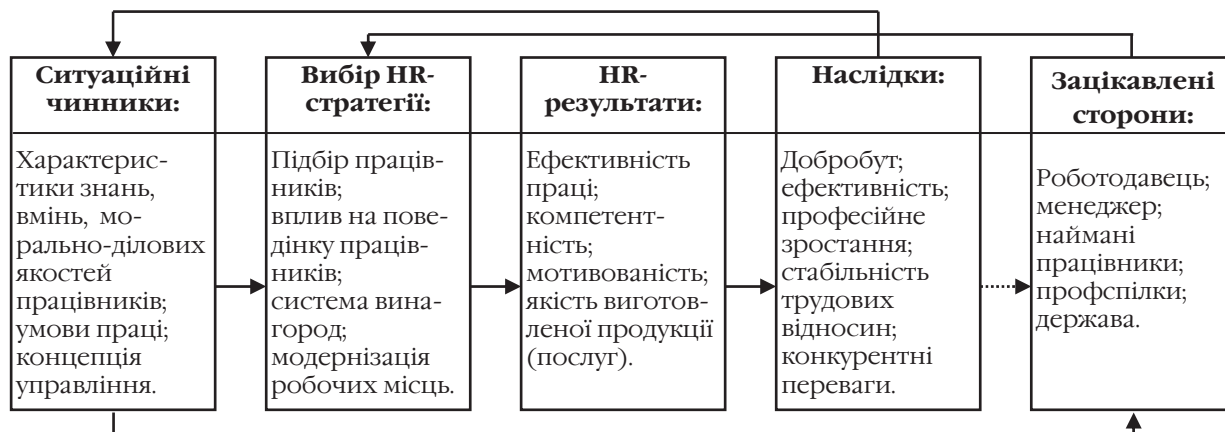 Ситуаційні
чинники:
Характерис-
тики знань,
вмінь, мо-
рально-ділових
якостей
працівників;
умови праці;
концепція
управління.
Вибір HR-
стратегії:
Підбір праців-
ників;
вплив на пове-
дінку праців-
ників;
система вина-
город;
модернізація
робочих місць.
HR-
результати:
Ефективність
праці;
компетент-
ність;
мотивованість;
якість виготов-
леної продукції
(послуг).
Наслідки:
Добробут;
ефективність;
професійне
зростання;
стабільність
трудових
відносин;
конкурентні
переваги.
Зацікавлені
сторони:
Роботодавець;
менеджер;
наймані
працівники;
профспілки;
держава.